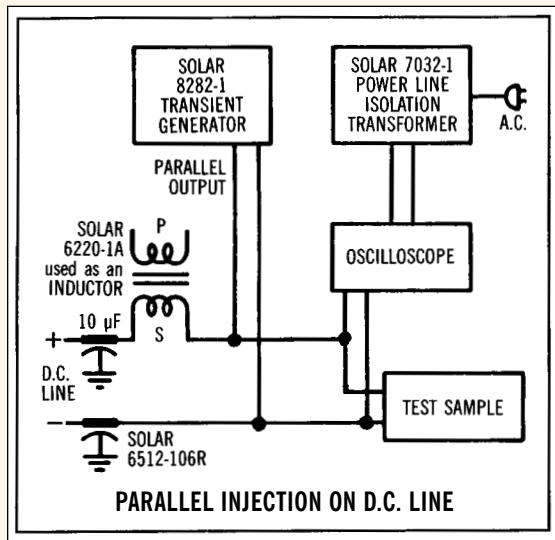 SOLAR
8282-1
TRANSIENT
GENERATOR
SOLAR 7032-1
POWER LINE
ISOLATION
TRANSFORMER
A.C.
PARALLEL
OUTPUT
SOLAR
6220-1A
used as an
INDUCTOR
P
S
OSCILLOSCOPE
10 µF
+
D.C.
LINE
–
SOLAR
6512-106R
TEST SAMPLE
PARALLEL INJECTION ON D.C. LINE